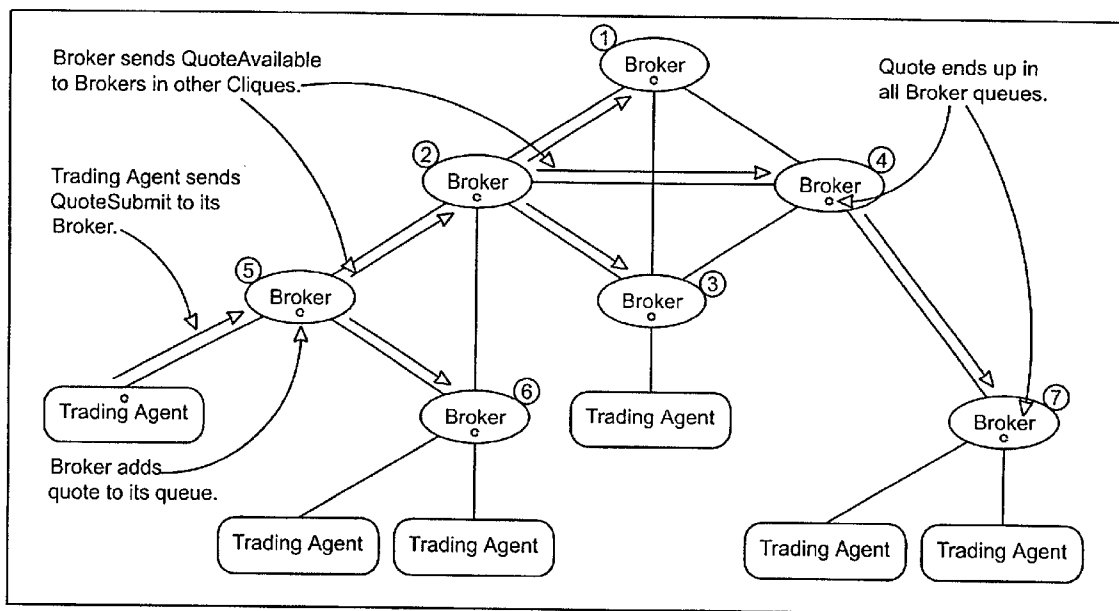 Broker sends QuoteAvailable
to Brokers in other Cliques.
1
Broker
Quote ends up in
all Broker queues.
Trading Agent sends
QuoteSubmit to its
Broker.
2
Broker
4
Broker
5
Broker
3
Broker
Trading Agent
6
Broker
Trading Agent
7
Broker
Broker adds
quote to its queue.
Trading Agent
Trading Agent
Trading Agent
Trading Agent